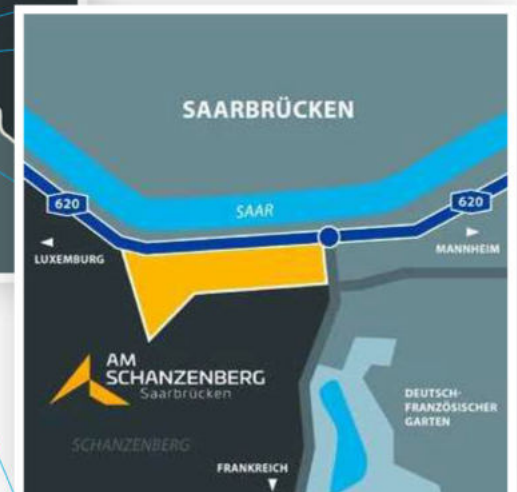 SAARBRÜCKEN
620
SAAR
620
LUXEMBURG
MANNHEIM
AM
SCHANZENBERG
Saarbrücken
DEUTSCH-
FRANZÖSISCHER
GARTEN
SCHANZENBERG
FRANKREICH